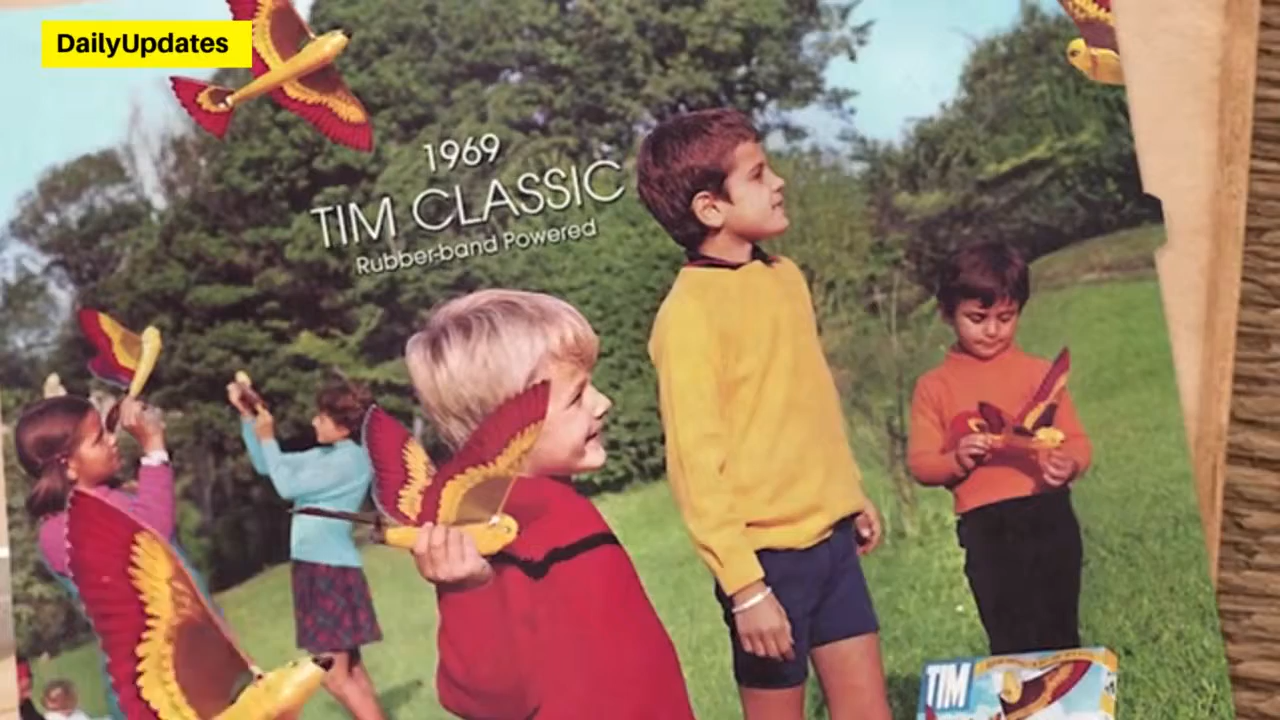 DailyUpdates
1969
TIM CLASSIC
Rubber-band Powered
TIM